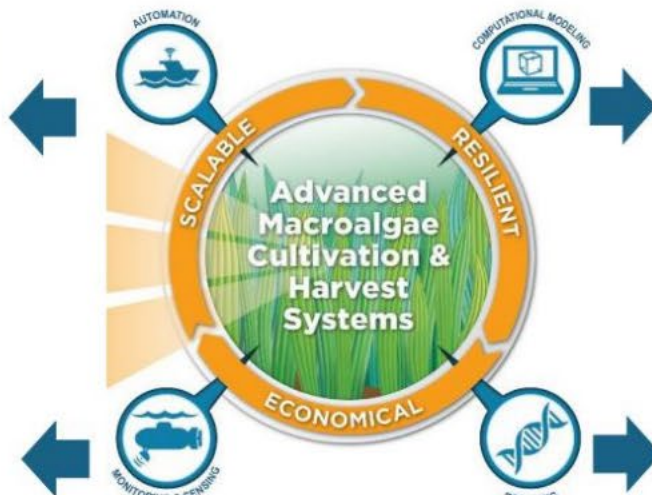 AUTOMATION
COMPUTATIONAL MODELING
SCALABLE
RESILIENT
Advanced
Macroalgae
Cultivation &
Harvest
Systems
ECONOMICAL